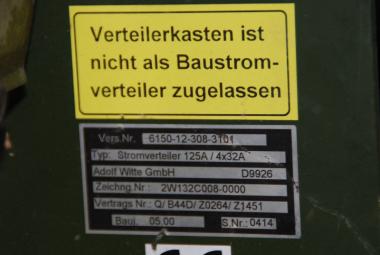 Verteilerkasten ist
nicht als Baustrom-
verteiler zugelassen
Vers.Nr. 6150-12-308-3101
Typ: Stromverteiler 125A / 4x32A
Adolf Witte GmbH D9926
Zeichng.Nr.: 2W132C008-0000
Vertrags Nr.: Q/ B44D/ Z0264/ Z1451
Bauj. 05.00 S.Nr.: 0414